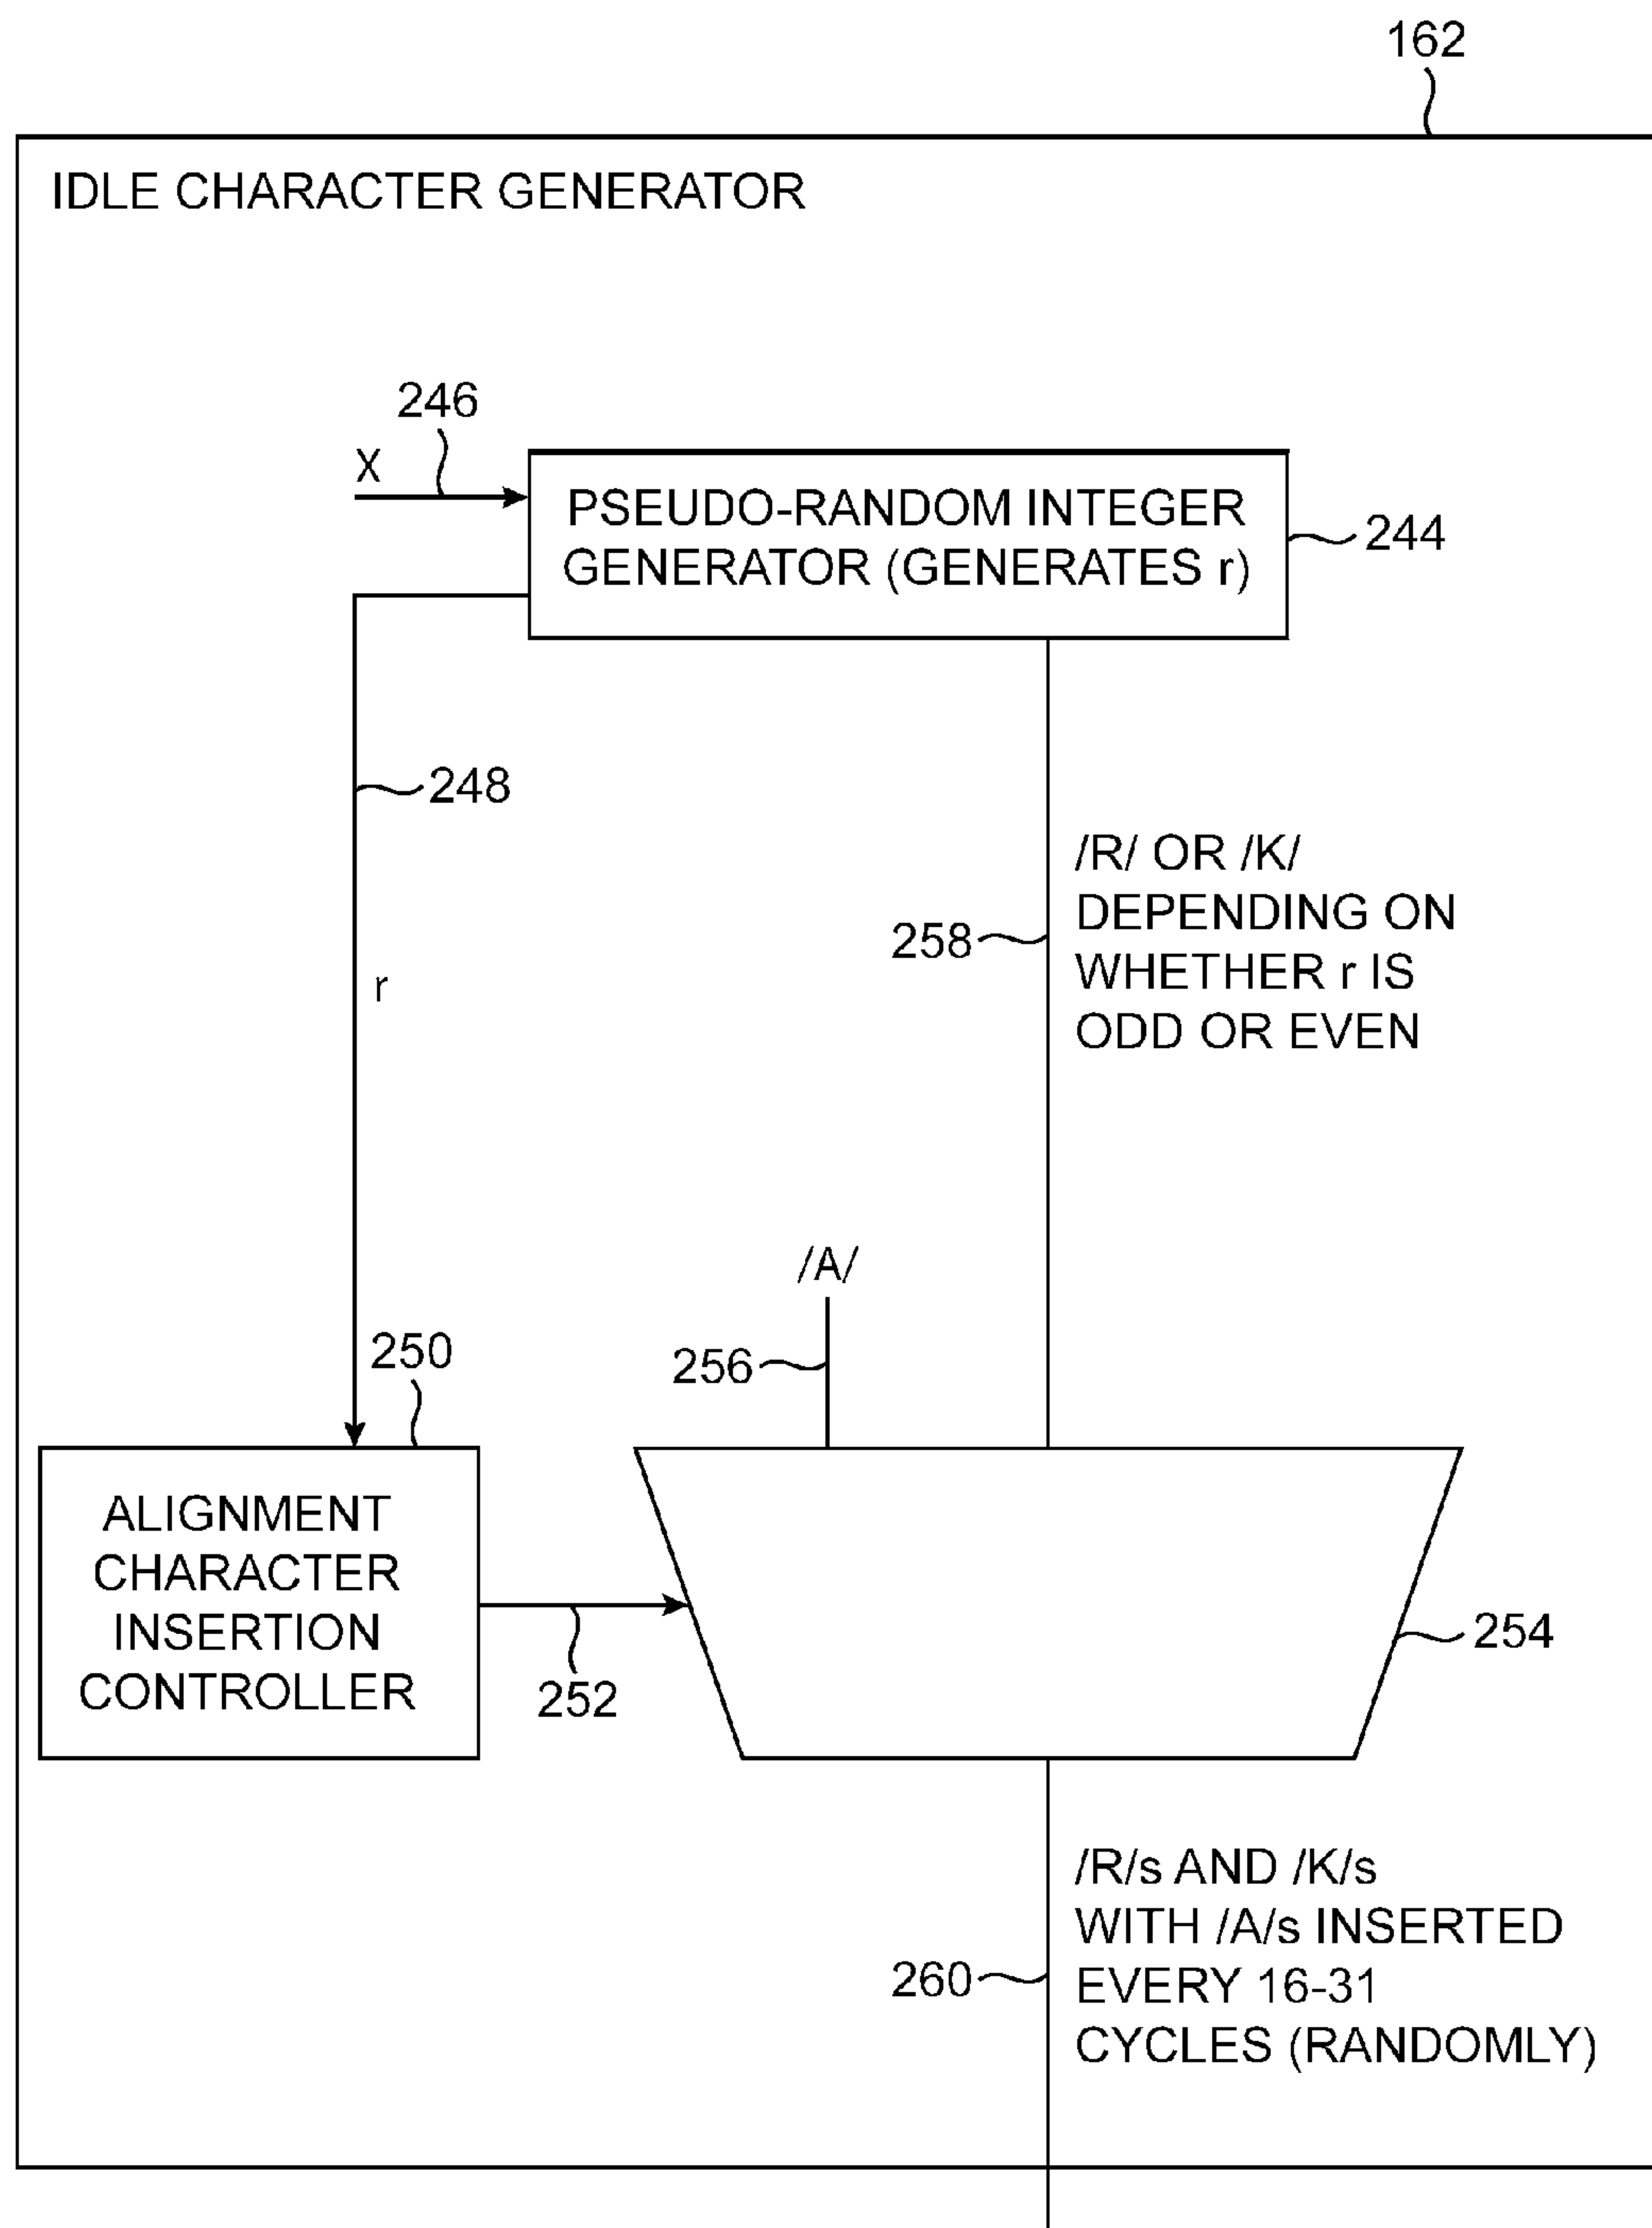 162
IDLE CHARACTER GENERATOR
246
X
PSEUDO-RANDOM INTEGER
GENERATOR (GENERATES r)
244
248
/R/ OR /K/
DEPENDING ON
WHETHER r IS
ODD OR EVEN
258
r
/A/
250
256
ALIGNMENT
CHARACTER
INSERTION
CONTROLLER
252
254
/R/s AND /K/s
WITH /A/s INSERTED
EVERY 16-31
CYCLES (RANDOMLY)
260